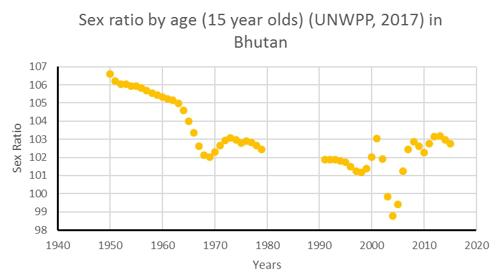 Sex ratio by age (15 year olds) (UNWPP, 2017) in
Bhutan
107
106
105
104
103
102
101
100
99
98
Sex Ratio
1940 1950 1960 1970 1980 1990 2000 2010 2020
Years